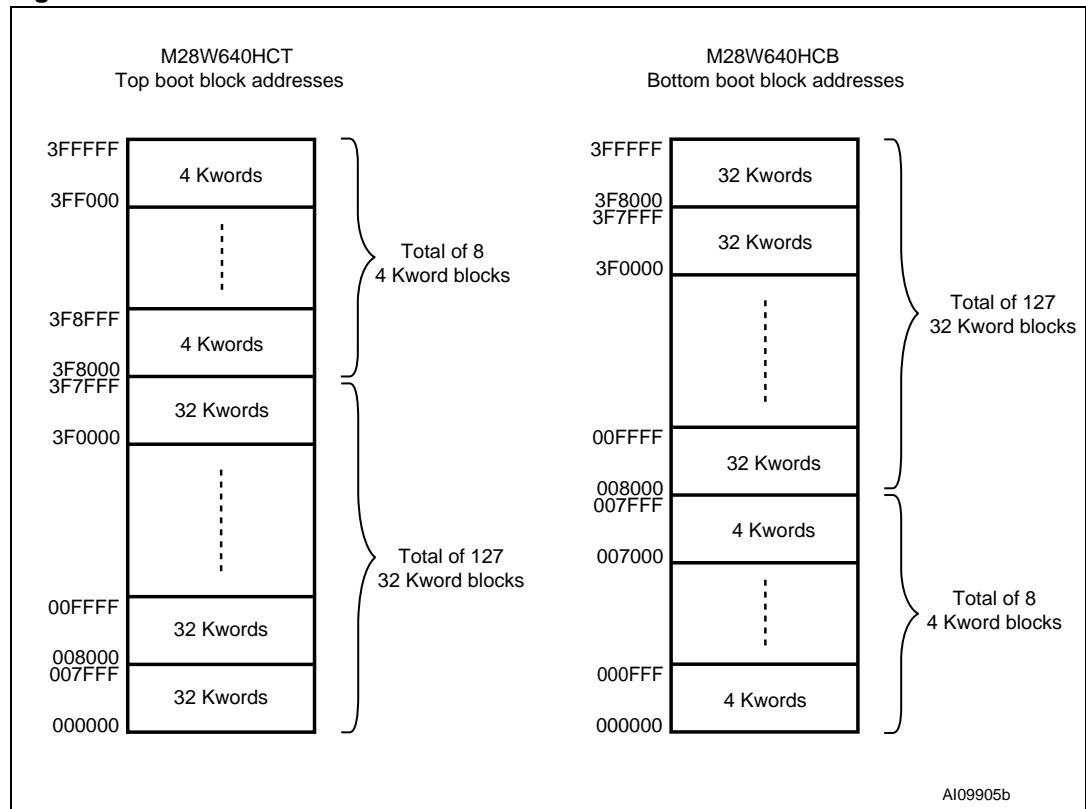 M28W640HCT
Top boot block addresses
3FFFFF
4 Kwords
3FF000
Total of 8
4 Kword blocks
3F8FFF
4 Kwords
3F8000
3F7FFF
32 Kwords
3F0000
Total of 127
32 Kword blocks
00FFFF
32 Kwords
008000
007FFF
32 Kwords
000000
M28W640HCB
Bottom boot block addresses
3FFFFF
32 Kwords
3F8000
3F7FFF
32 Kwords
3F0000
Total of 127
32 Kword blocks
00FFFF
32 Kwords
008000
007FFF
4 Kwords
007000
Total of 8
4 Kword blocks
000FFF
4 Kwords
000000
AI09905b